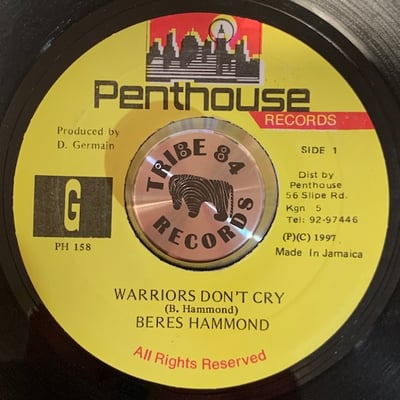 Penthouse
RECORDS
Produced by
D. Germain
SIDE 1
TRIBE 84
RECORDS
G
PH 158
Dist by
Penthouse
56 Slipe Rd.
Kgn 5
Tel: 92-97446
(P)(C) 1997
Made In Jamaica
WARRIORS DON'T CRY
(B. Hammond)
BERES HAMMOND
All Rights Reserved